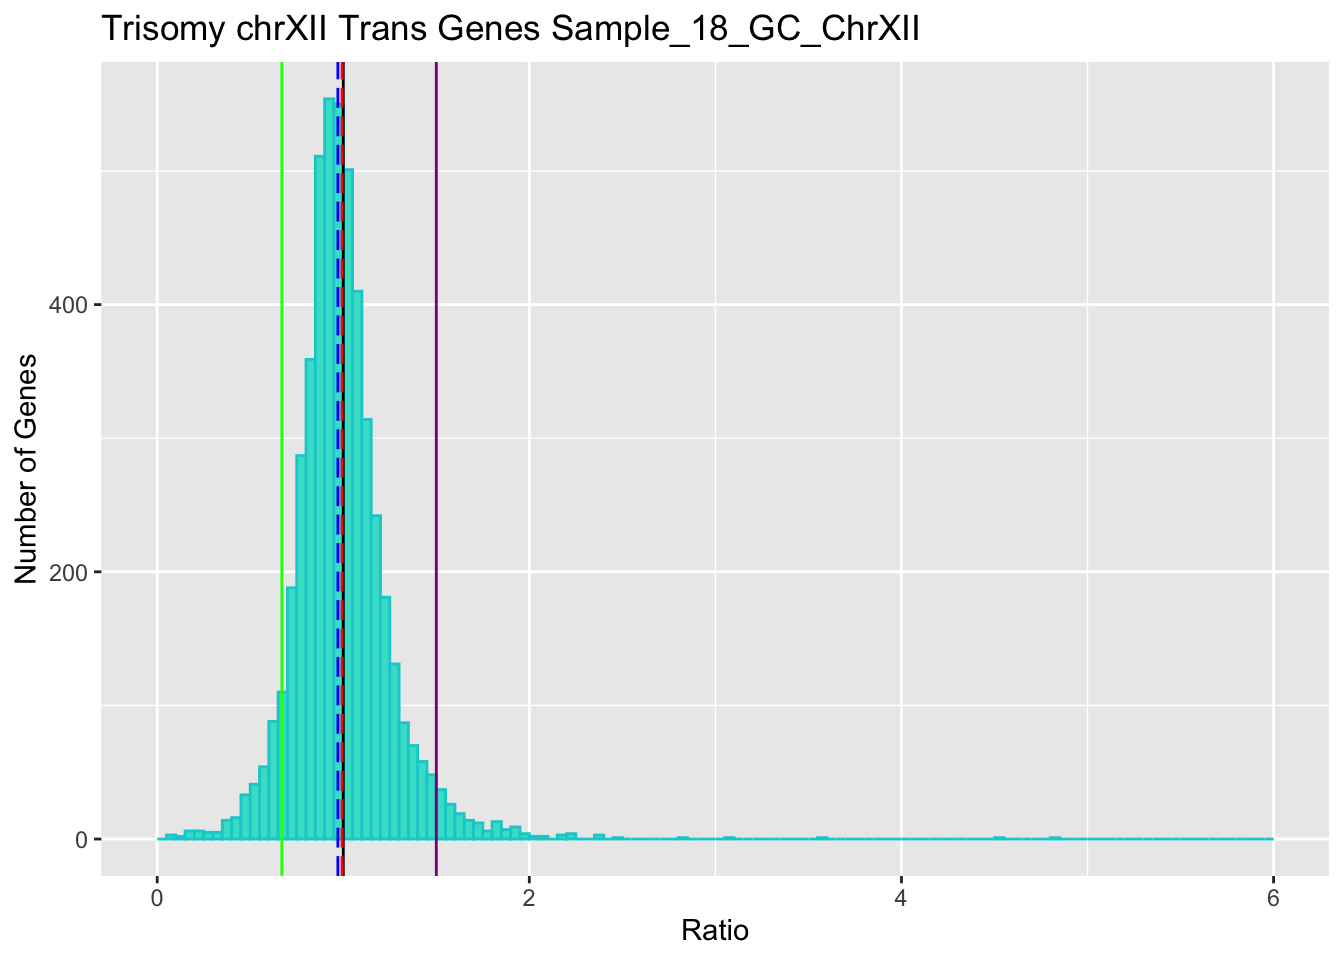 Trisomy chrXII Trans Genes Sample_18_GC_ChrXII
Number of Genes
400
200
0
0
2
4
6
Ratio